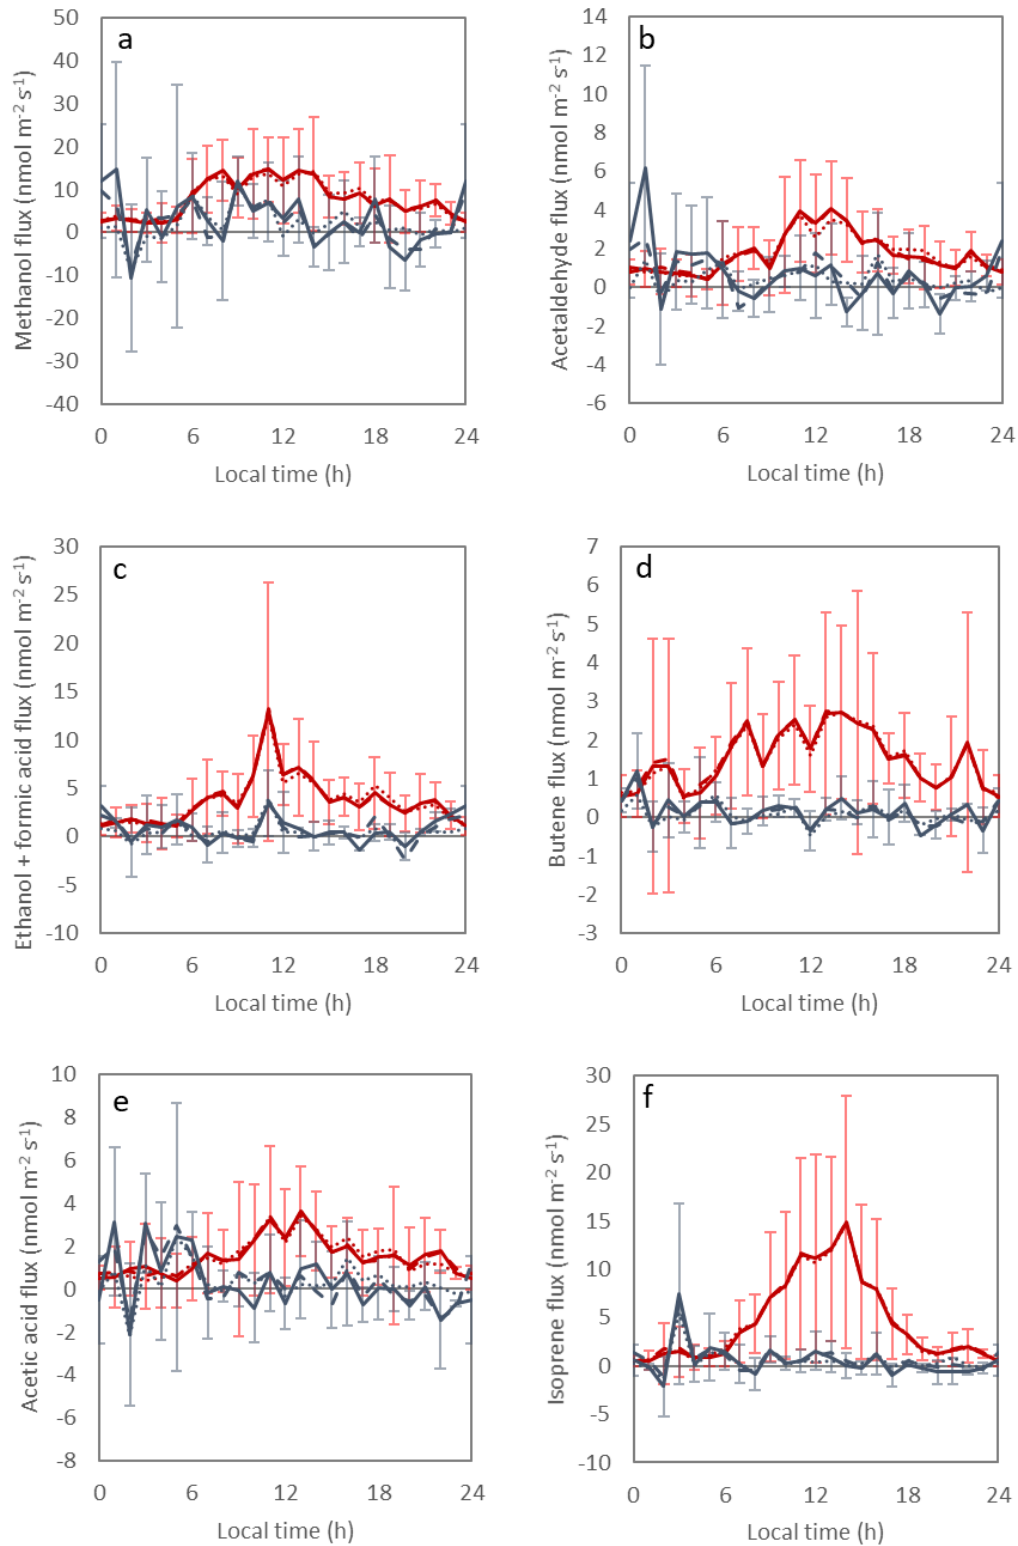 a
Methanol flux (nmol m⁻² s⁻¹)
50
40
30
20
10
0
-10
-20
-30
-40
0 6 12 18 24
Local time (h)
b
Acetaldehyde flux (nmol m⁻² s⁻¹)
14
12
10
8
6
4
2
0
-2
-4
-6
0 6 12 18 24
Local time (h)
c
Ethanol + formic acid flux (nmol m⁻² s⁻¹)
30
25
20
15
10
5
0
-5
-10
0 6 12 18 24
Local time (h)
d
Butene flux (nmol m⁻² s⁻¹)
7
6
5
4
3
2
1
0
-1
-2
-3
0 6 12 18 24
Local time (h)
e
Acetic acid flux (nmol m⁻² s⁻¹)
10
8
6
4
2
0
-2
-4
-6
-8
0 6 12 18 24
Local time (h)
f
Isoprene flux (nmol m⁻² s⁻¹)
30
25
20
15
10
5
0
-5
-10
0 6 12 18 24
Local time (h)